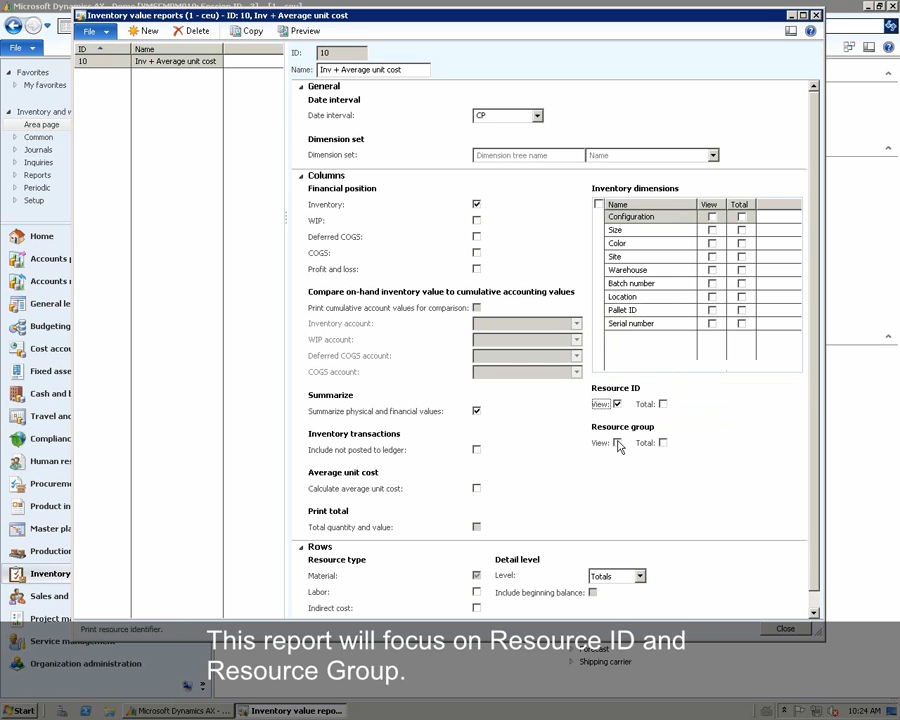 Inventory value reports (1 - ceu) - ID: 10, Inv + Average unit cost
File
New
Delete
Copy
Preview
File
Favorites
My favorites
Inventory and w
Area page
Common
Journals
Inquiries
Reports
Periodic
Setup
Home
Accounts p
Accounts r
General le
Budgeting
Cost accou
Fixed asse
Cash and b
Travel and
Complianc
Human res
Procureme
Product in
Master pla
Production
Inventory
Sales and
Project m
Service management
Organization administration
ID
Name
10
Inv + Average unit cost
ID:
10
Name:
Inv + Average unit cost
General
Date interval
Date interval:
CP
Dimension set
Dimension set:
Dimension tree name
Name
Columns
Financial position
Inventory:
WIP:
Deferred COGS:
COGS:
Profit and loss:
Compare on-hand inventory value to cumulative accounting values
Print cumulative account values for comparison:
Inventory account:
WIP account:
Deferred COGS account:
COGS account:
Summarize
Summarize physical and financial values:
Inventory transactions
Include not posted to ledger:
Average unit cost
Calculate average unit cost:
Print total
Total quantity and value:
Inventory dimensions
Name View Total
Configuration
Size
Color
Site
Warehouse
Batch number
Location
Pallet ID
Serial number
Resource ID
View: Total:
Resource group
View: Total:
Rows
Resource type
Material:
Labor:
Indirect cost:
Detail level
Level:
Totals
Include beginning balance:
Print resource identifier.
Close
Shipping carrier
This report will focus on Resource ID and
Resource Group.
Start
Microsoft Dynamics AX - ...
Inventory value repo...
10:24 AM